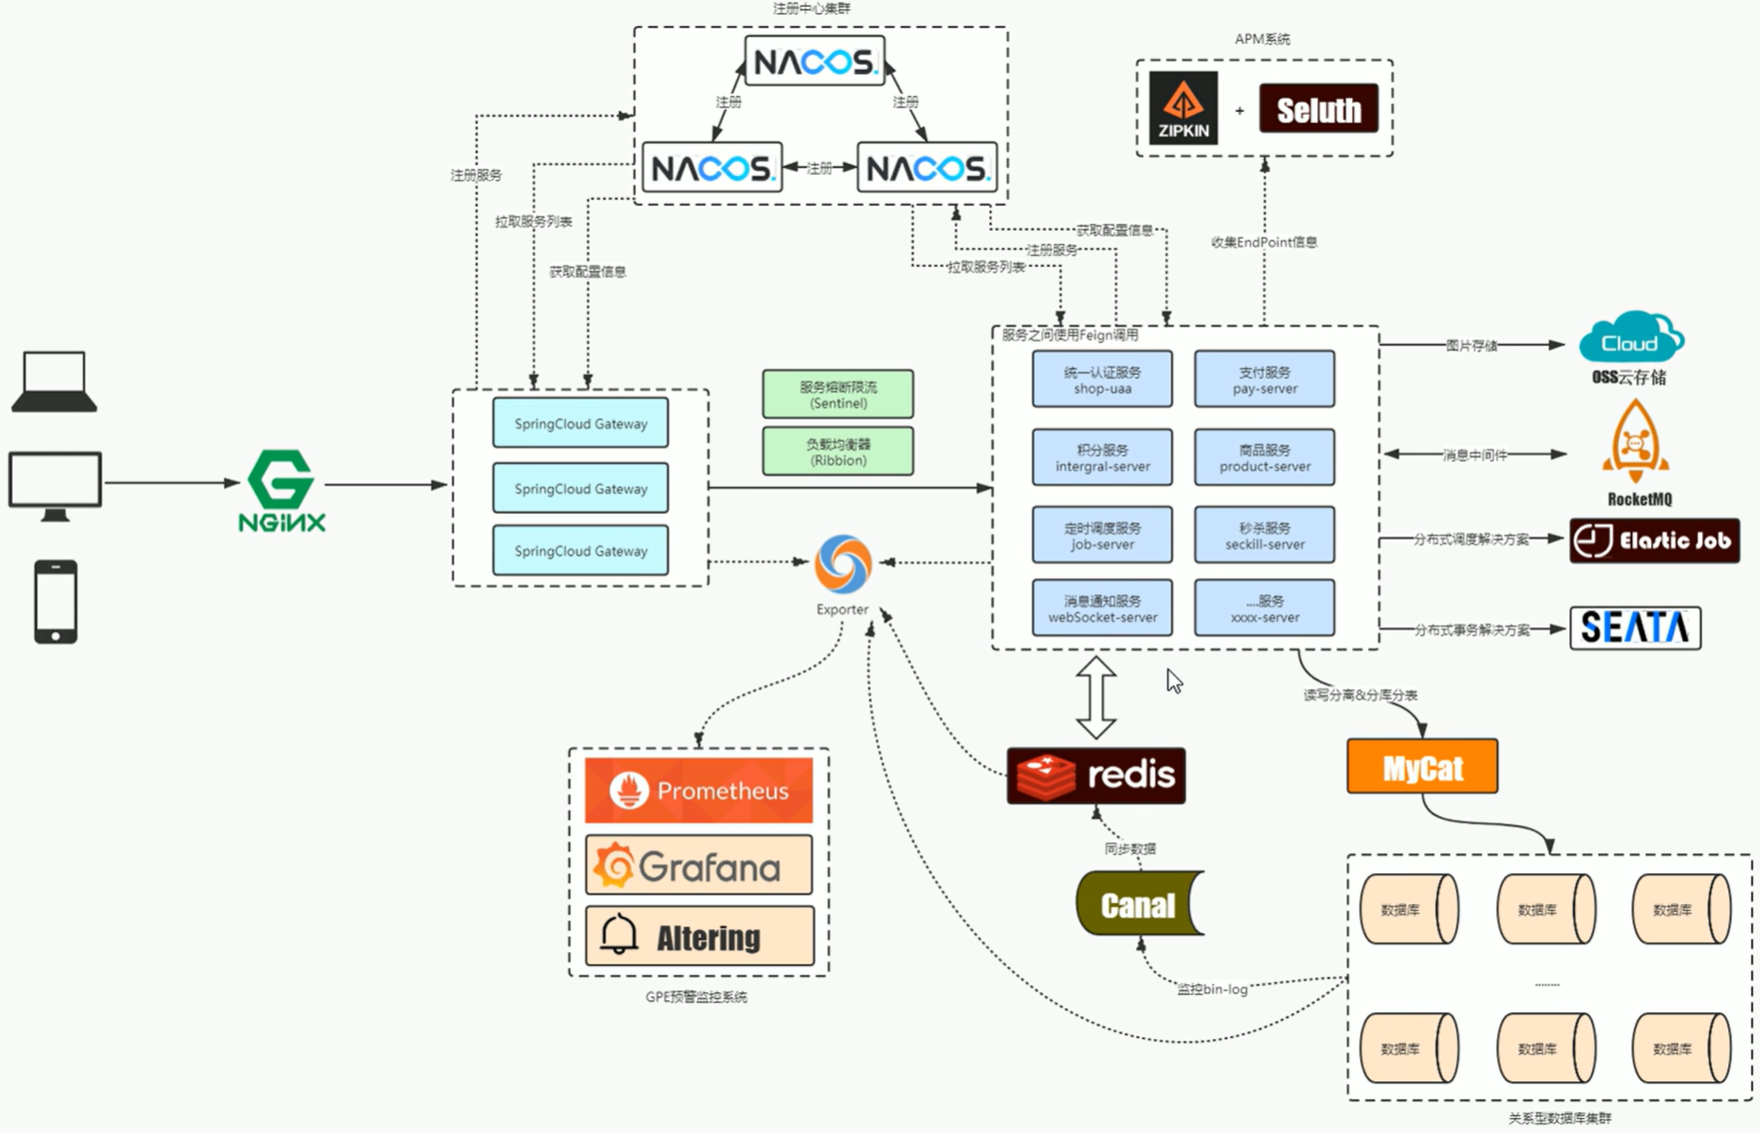 注册中心集群
NACOS.
注册
注册
NACOS.
注册
NACOS.
APM系统
ZIPKIN
+
Seluth
注册服务
拉取服务列表
获取配置信息
获取配置信息
注册服务
拉取服务列表
收集EndPoint信息
NGiNX
SpringCloud Gateway
SpringCloud Gateway
SpringCloud Gateway
服务熔断限流
(Sentinel)
负载均衡器
(Ribbion)
服务之间使用Feign调用
统一认证服务
shop-uaa
支付服务
pay-server
积分服务
intergral-server
商品服务
product-server
定时调度服务
job-server
秒杀服务
seckill-server
消息通知服务
webSocket-server
....服务
xxxx-server
图片存储
Cloud
OSS云存储
消息中间件
RocketMQ
分布式调度解决方案
Elastic Job
分布式事务解决方案
SEATA
Exporter
读写分离&分库分表
MyCat
redis
同步数据
Canal
监控bin-log
Prometheus
Grafana
Altering
GPE预警监控系统
数据库
数据库
数据库
........
数据库
数据库
数据库
关系型数据库集群